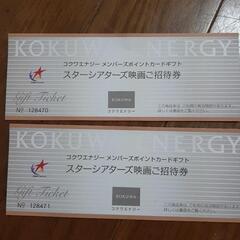 KOKUWA ENERGY
コクワエナジー メンバーズポイントカードギフト
スターシアターズ映画ご招待券
Gift Ticket
№ 128470
KOKUWA
コクワエナジー
コクワエナジー メンバーズポイントカードギフト
スターシアターズ映画ご招待券
Gift Ticket
№ 128471
KOKUWA
コクワエナジー